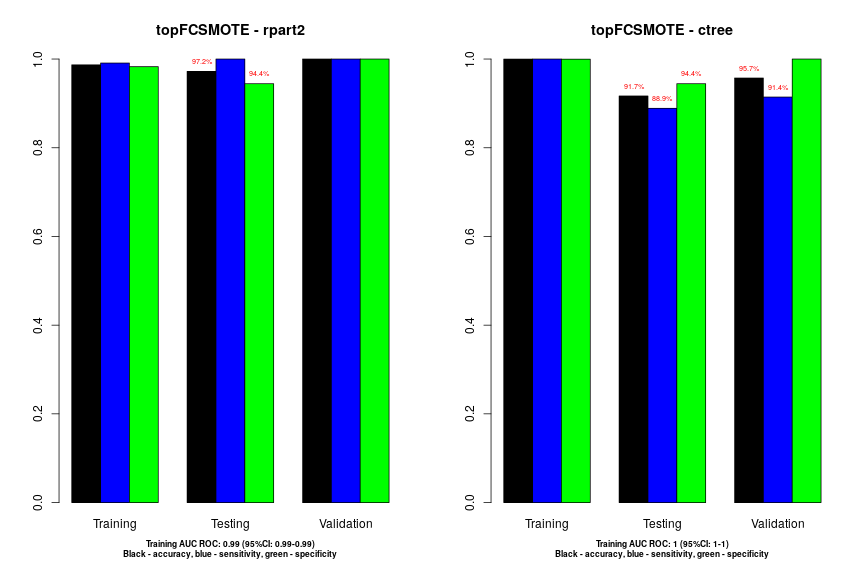 topFCSMOTE - rpart2
1.0
0.8
0.6
0.4
0.2
0.0
97.2%
94.4%
Training
Testing
Validation
Training AUC ROC: 0.99 (95%CI: 0.99-0.99)
Black - accuracy, blue - sensitivity, green - specificity
topFCSMOTE - ctree
1.0
0.8
0.6
0.4
0.2
0.0
91.7%
88.9%
94.4%
95.7%
91.4%
Training
Testing
Validation
Training AUC ROC: 1 (95%CI: 1-1)
Black - accuracy, blue - sensitivity, green - specificity